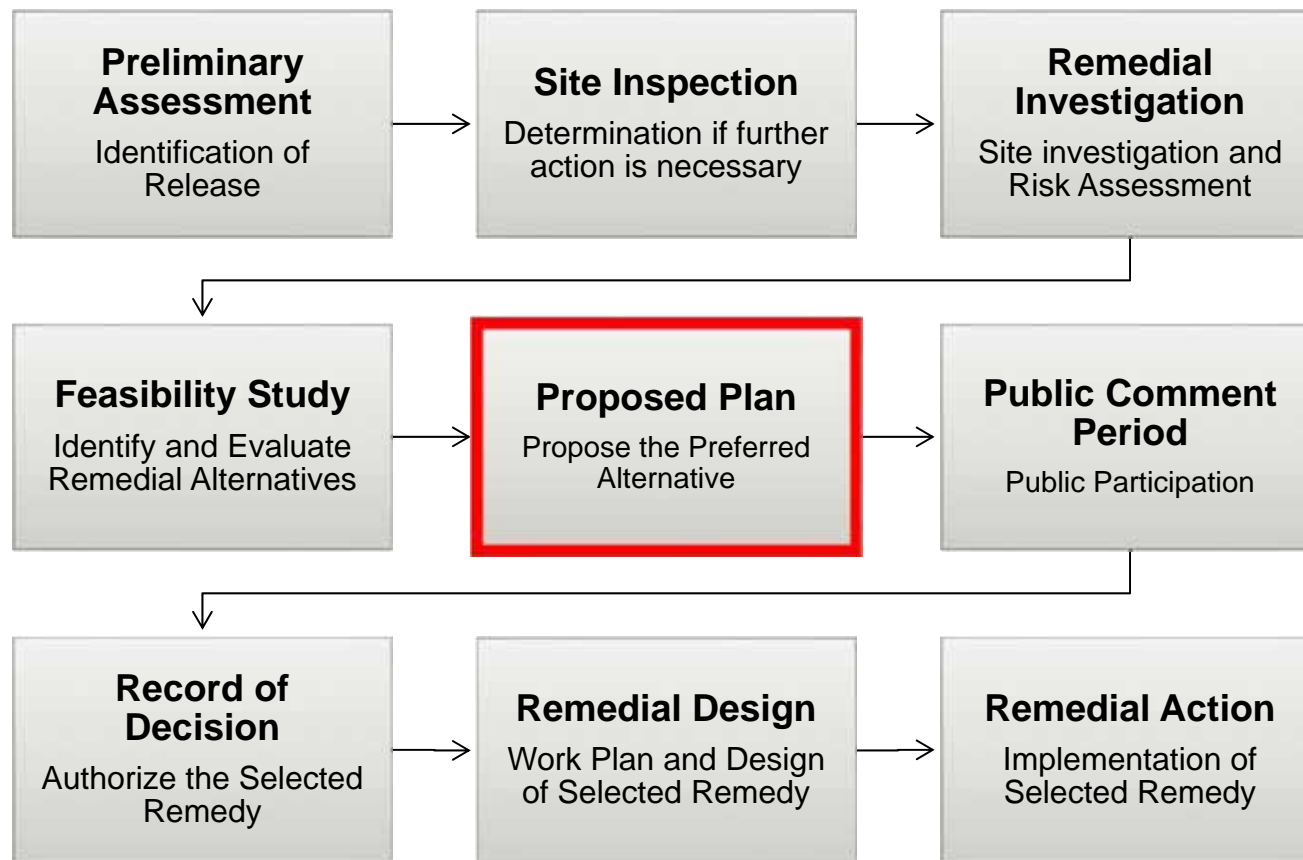 Preliminary
Assessment
Identification of
Release
Site Inspection
Determination if further
action is necessary
Remedial
Investigation
Site investigation and
Risk Assessment
Feasibility Study
Identify and Evaluate
Remedial Alternatives
Proposed Plan
Propose the Preferred
Alternative
Public Comment
Period
Public Participation
Record of
Decision
Authorize the Selected
Remedy
Remedial Design
Work Plan and Design
of Selected Remedy
Remedial Action
Implementation of
Selected Remedy